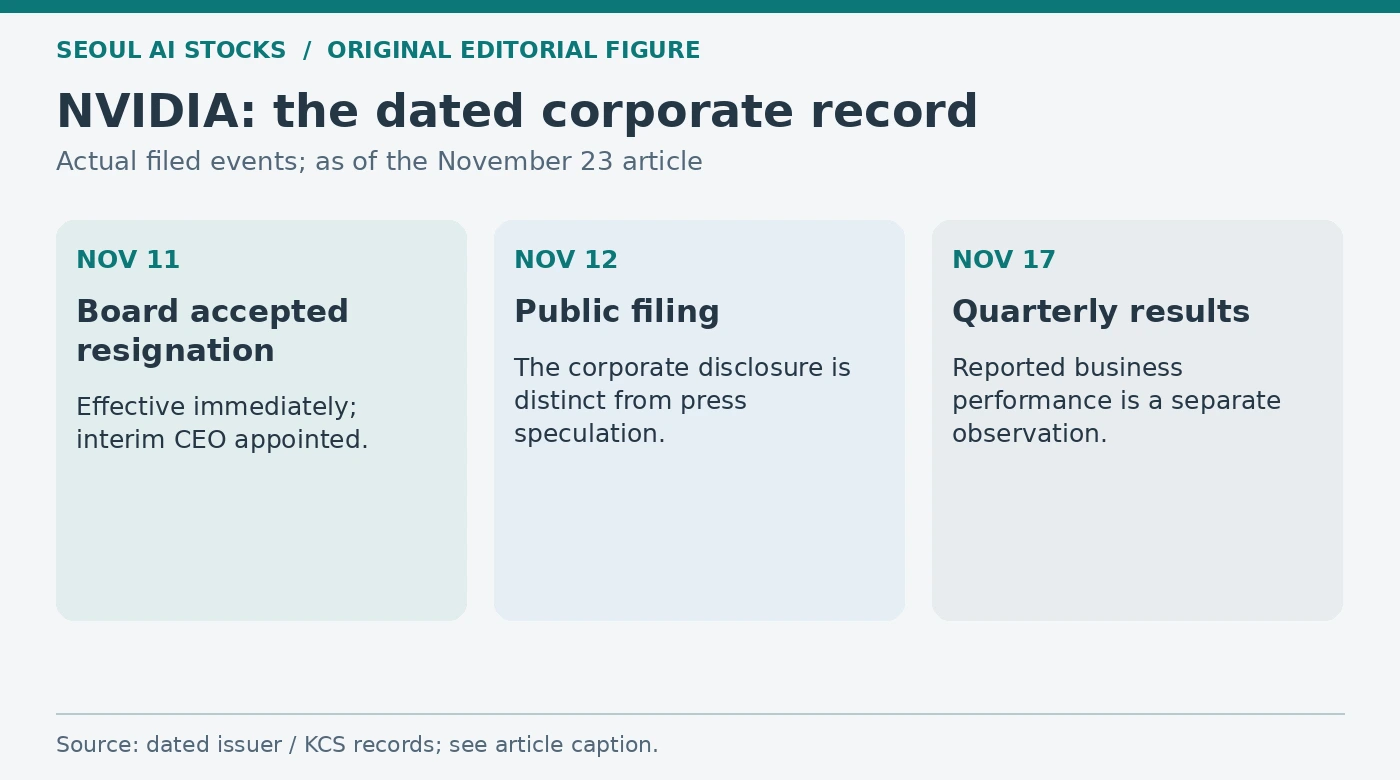 SEOUL AI STOCKS / ORIGINAL EDITORIAL FIGURE
NVIDIA: the dated corporate record
Actual filed events; as of the November 23 article
NOV 11
Board accepted
resignation
Effective immediately;
interim CEO appointed.
NOV 12
Public filing
The corporate disclosure is
distinct from press
speculation.
NOV 17
Quarterly results
Reported business
performance is a separate
observation.
Source: dated issuer / KCS records; see article caption.